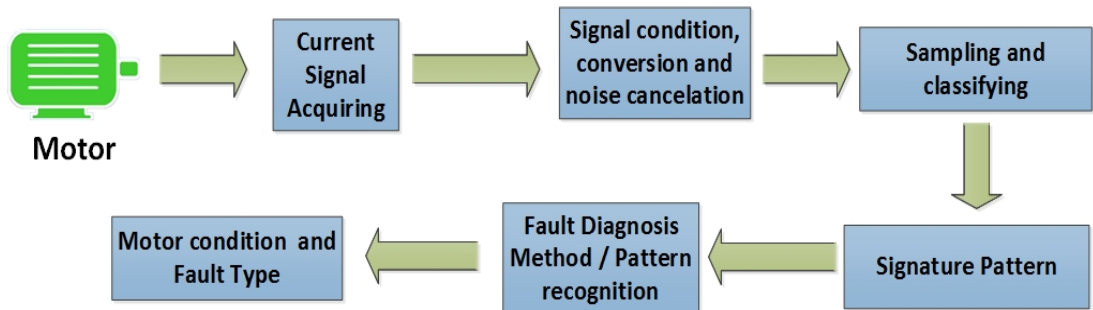 Motor
Current
Signal
Acquiring
Signal condition,
conversion and
noise cancelation
Sampling and
classifying
Signature Pattern
Fault Diagnosis
Method / Pattern
recognition
Motor condition and
Fault Type